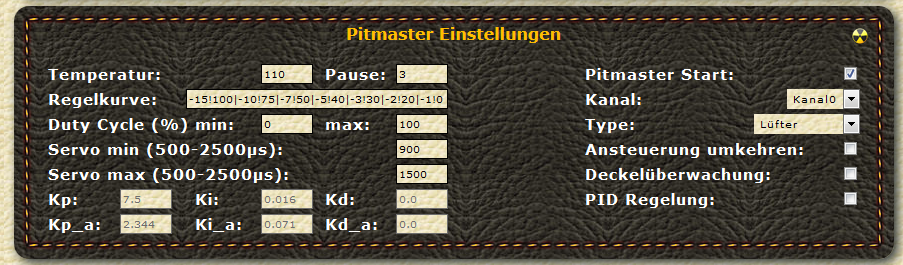 Pitmaster Einstellungen
Temperatur: 110 Pause: 3 Pitmaster Start:
Regelkurve: -15!100|-10!75|-7!50|-5!40|-3!30|-2!20|-1!0 Kanal: Kanal0
Duty Cycle (%) min: 0 max: 100 Type: Lüfter
Servo min (500-2500µs): 900 Ansteuerung umkehren:
Servo max (500-2500µs): 1500 Deckelüberwachung:
Kp: 7.5 Ki: 0.016 Kd: 0.0 PID Regelung:
Kp_a: 2.344 Ki_a: 0.071 Kd_a: 0.0